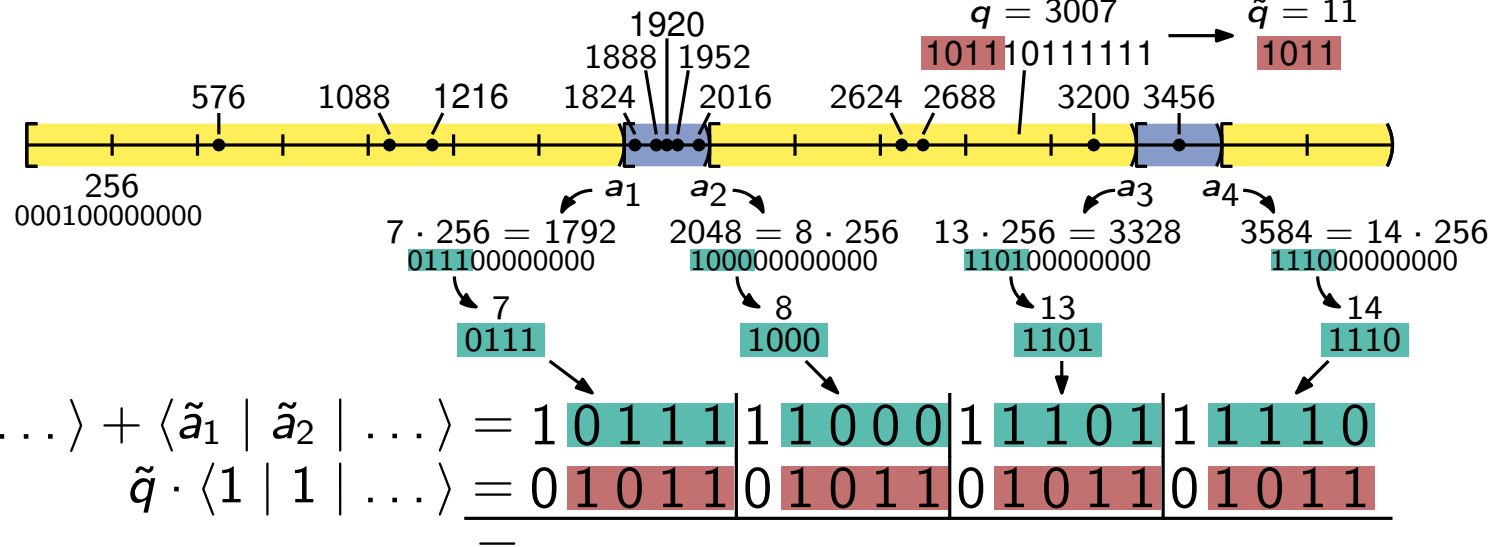 q = 3007 q̃ = 11
1920
1888 1952 101110111111 1011
576 1088 1216 1824 2016 2624 2688 3200 3456
256 a₁ a₂ a₃ a₄
000100000000
7 · 256 = 1792 2048 = 8 · 256 13 · 256 = 3328 3584 = 14 · 256
011100000000 100000000000 110100000000 111000000000
7 8 13 14
0111 1000 1101 1110
...⟩ + ⟨ã₁ | ã₂ | ...⟩ = 1 0 1 1 1 1 1 0 0 0 1 1 1 0 1 1 1 1 1 0
q̃ · ⟨1 | 1 | ...⟩ = 0 1 0 1 1 0 1 0 1 1 0 1 0 1 1 0 1 0 1 1